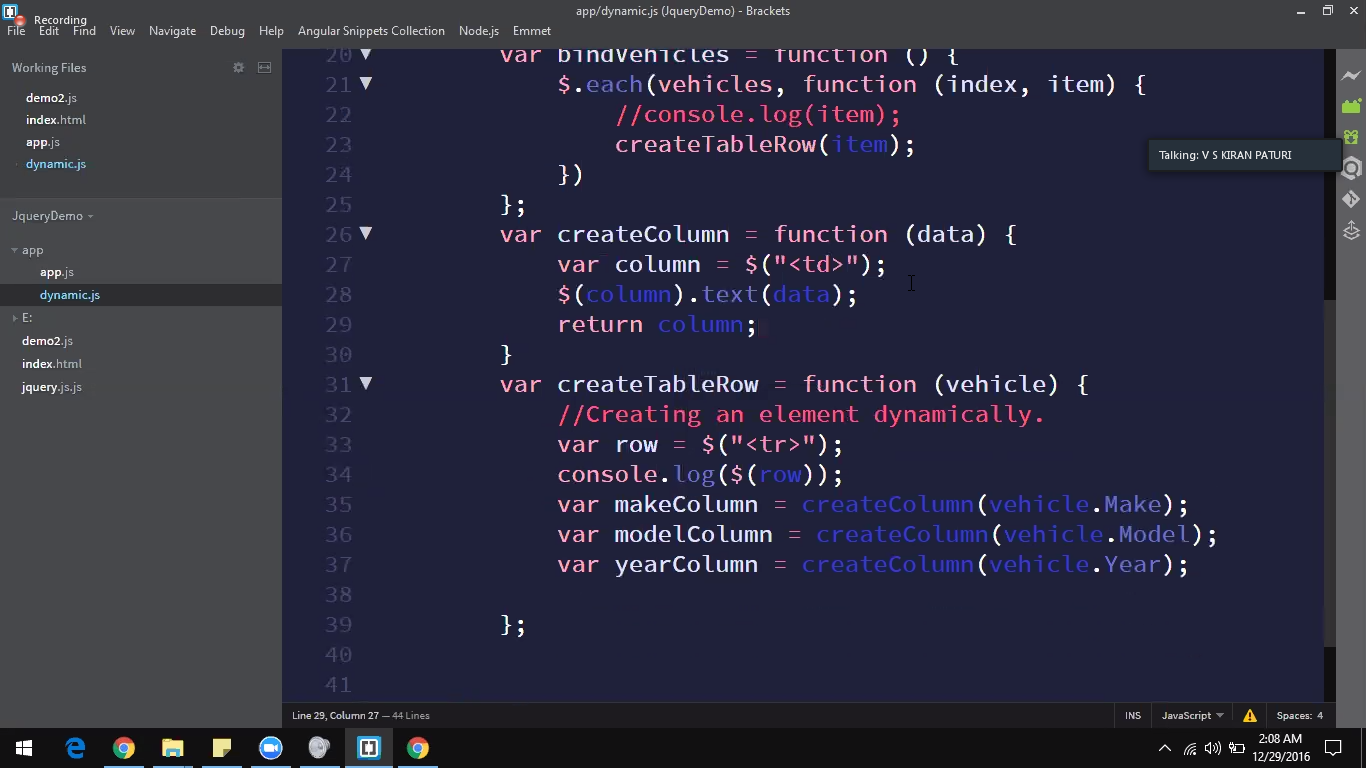 app/dynamic.js (JqueryDemo) - Brackets
Recording
File Edit Find View Navigate Debug Help Angular Snippets Collection Node.js Emmet
Working Files
demo2.js
index.html
app.js
dynamic.js
JqueryDemo
app
app.js
dynamic.js
E:
demo2.js
index.html
jquery.js.js
20 var bindVehicles = function () {
21 $.each(vehicles, function (index, item) {
22 //console.log(item);
23 createTableRow(item);
24 })
25 };
26 var createColumn = function (data) {
27 var column = $("<td>");
28 $(column).text(data);
29 return column;
30 }
31 var createTableRow = function (vehicle) {
32 //Creating an element dynamically.
33 var row = $("<tr>");
34 console.log($(row));
35 var makeColumn = createColumn(vehicle.Make);
36 var modelColumn = createColumn(vehicle.Model);
37 var yearColumn = createColumn(vehicle.Year);
38
39 };
40
41
Talking: V S KIRAN PATURI
Line 29, Column 27 — 44 Lines
INS JavaScript Spaces: 4
2:08 AM
12/29/2016